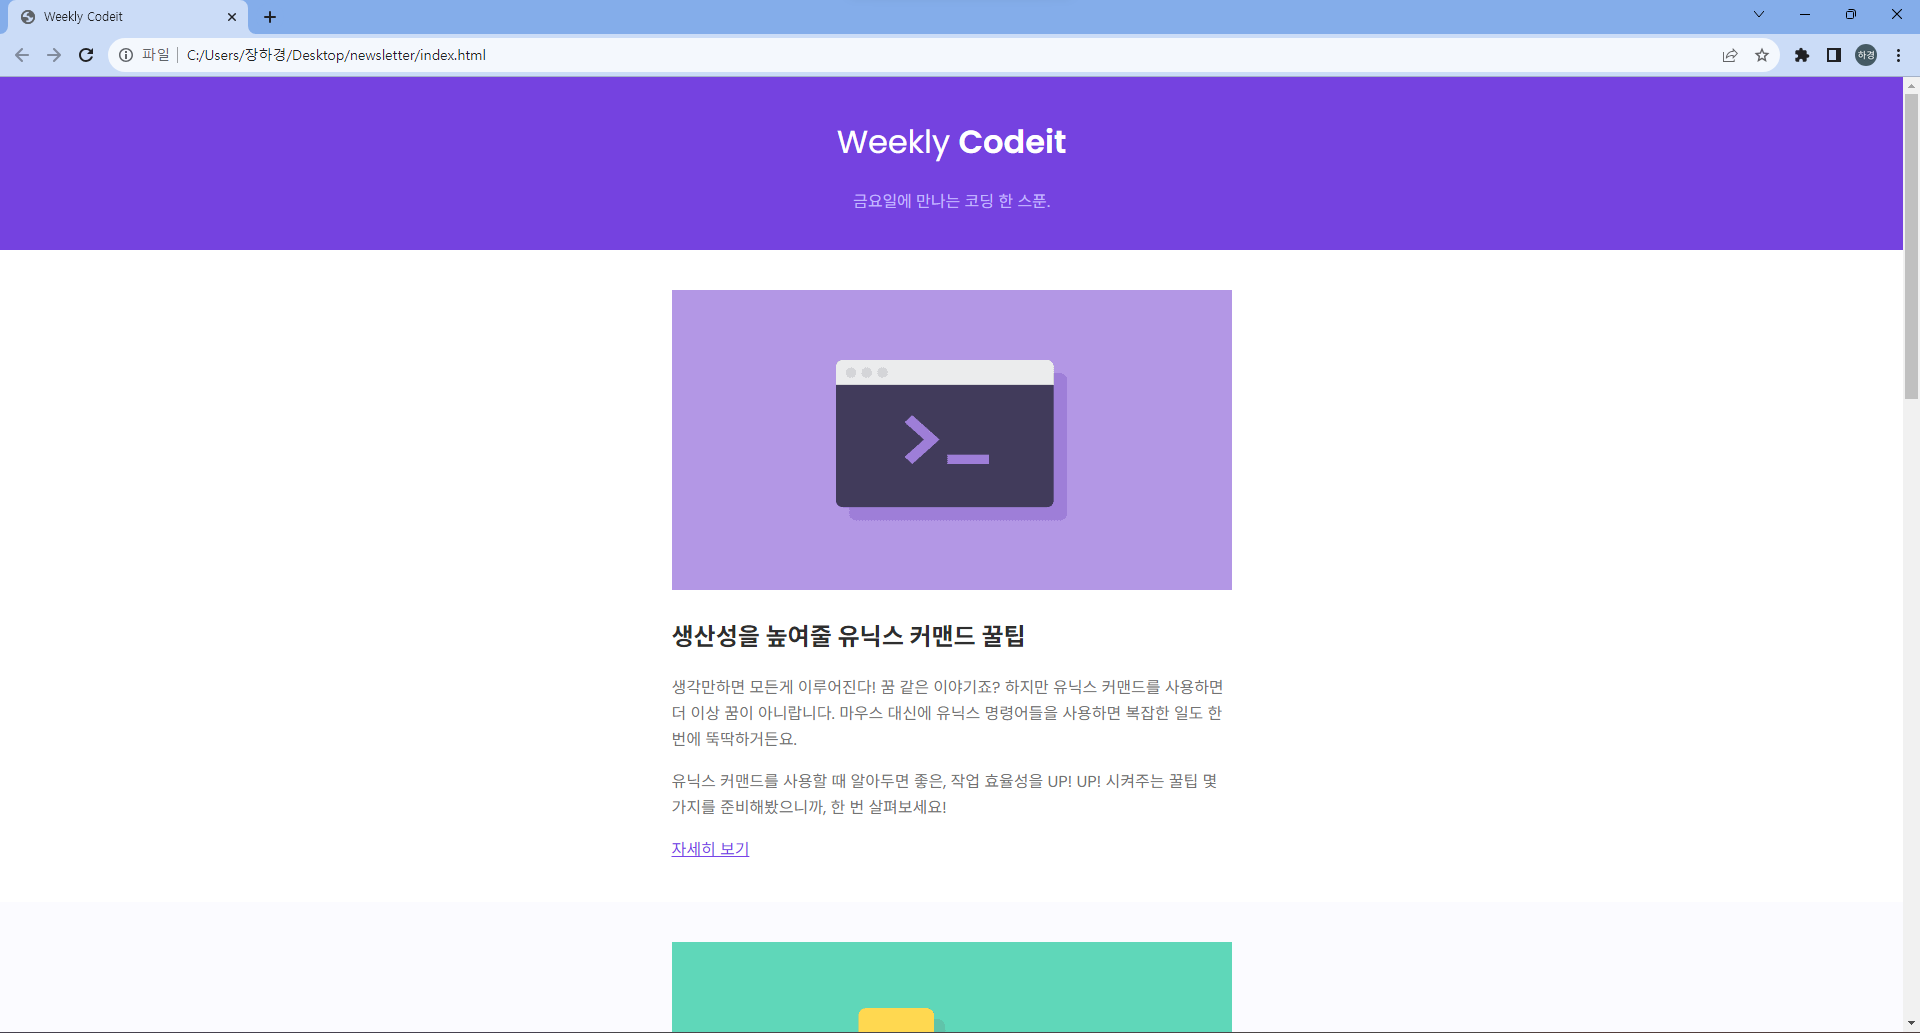 Weekly Codeit
파일
C:/Users/장하경/Desktop/newsletter/index.html
하경
Weekly Codeit
금요일에 만나는 코딩 한 스푼.
>_
생산성을 높여줄 유닉스 커맨드 꿀팁
생각만하면 모든게 이루어진다! 꿈 같은 이야기죠? 하지만 유닉스 커맨드를 사용하면
더 이상 꿈이 아니랍니다. 마우스 대신에 유닉스 명령어들을 사용하면 복잡한 일도 한
번에 뚝딱하거든요.
유닉스 커맨드를 사용할 때 알아두면 좋은, 작업 효율성을 UP! UP! 시켜주는 꿀팁 몇
가지를 준비해봤으니까, 한 번 살펴보세요!
자세히 보기